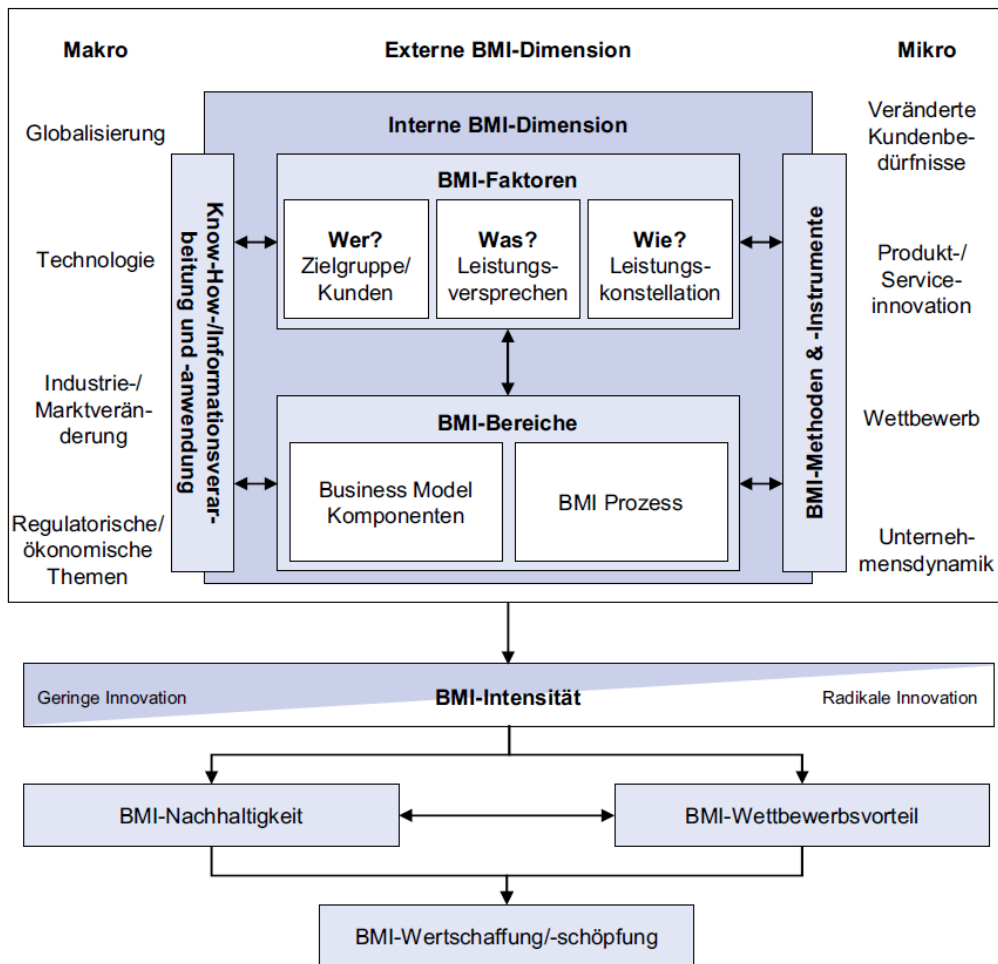 Makro
Externe BMI-Dimension
Mikro
Globalisierung
Technologie
Industrie-/
Marktverän-
derung
Regulatorische/
ökonomische
Themen
Interne BMI-Dimension
Know-How-/Informationsverar-
beitung und -anwendung
BMI-Faktoren
Wer?
Zielgruppe/
Kunden
Was?
Leistungs-
versprechen
Wie?
Leistungs-
konstellation
BMI-Bereiche
Business Model
Komponenten
BMI Prozess
BMI-Methoden & -Instrumente
Veränderte
Kundenbe-
dürfnisse
Produkt-/
Service-
innovation
Wettbewerb
Unterneh-
mensdynamik
Geringe Innovation
BMI-Intensität
Radikale Innovation
BMI-Nachhaltigkeit
BMI-Wettbewerbsvorteil
BMI-Wertschaffung/-schöpfung